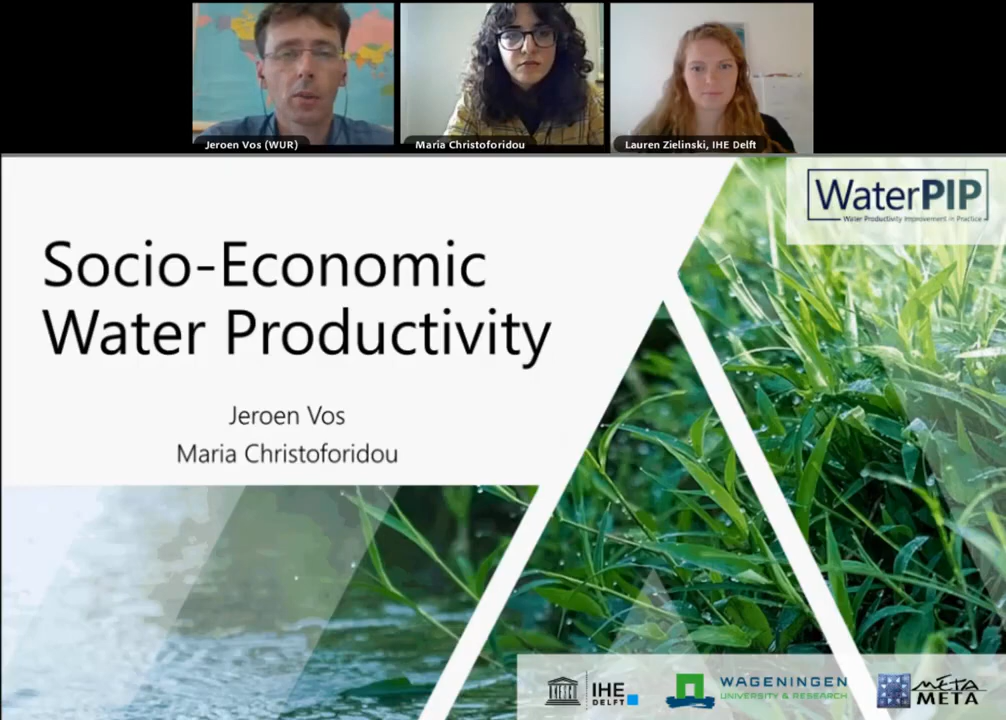 Jeroen Vos (WUR)
Maria Christoforidou
Lauren Zielinski, IHE Delft
WaterPIP
Water Productivity Improvement in Practice
Socio-Economic
Water Productivity
Jeroen Vos
Maria Christoforidou
UNESCO
IHE
DELFT
WAGENINGEN
UNIVERSITY & RESEARCH
META
META